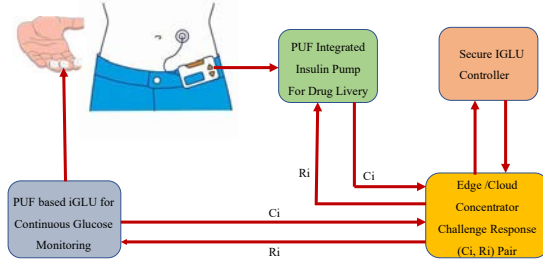 PUF Integrated
Insulin Pump
For Drug Livery
Secure IGLU
Controller
Ri
Ci
PUF based iGLU for
Continuous Glucose
Monitoring
Ci
Ri
Edge /Cloud
Concentrator
Challenge Response
(Ci, Ri) Pair